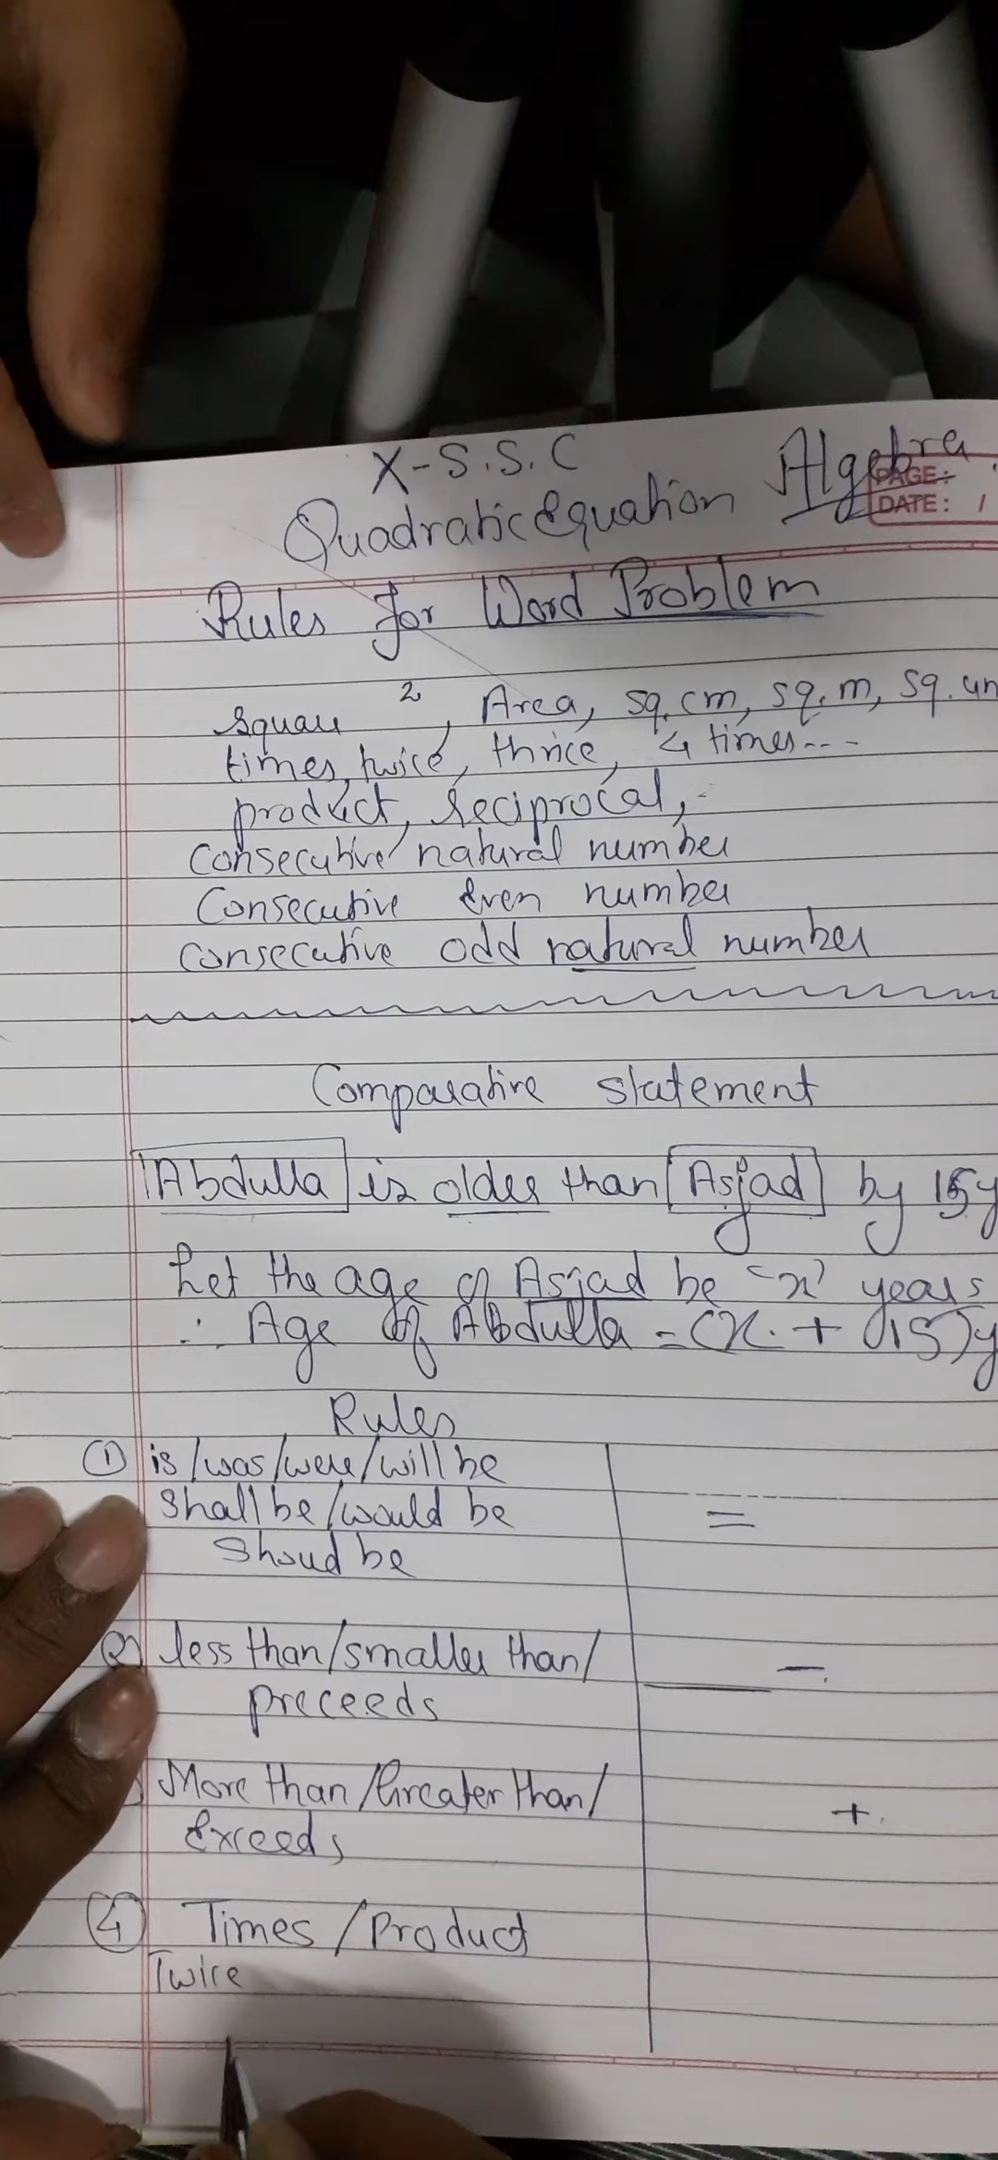 X-S.S.C
Algebra
PAGE:
DATE: 1
Quadratic Equation
Rules for Word Problem
square ², Area, sq.cm, sq.m, sq.un
times, twice, thrice, 4 times---
product, reciprocal,
consecutive natural number
Consecutive even number
consecutive odd natural number
Comparative statement
Abdulla is older than Asjad by 15y
Let the age of Asjad be 'x' years
∴ Age of Abdulla = (x + 15)y
Rules
① is/was/were/will be
shall be/would be =
shoud be
② less than/smaller than/ -
preceeds
More than/Greater than/ +
Exceeds
④ Times/Product
Twice